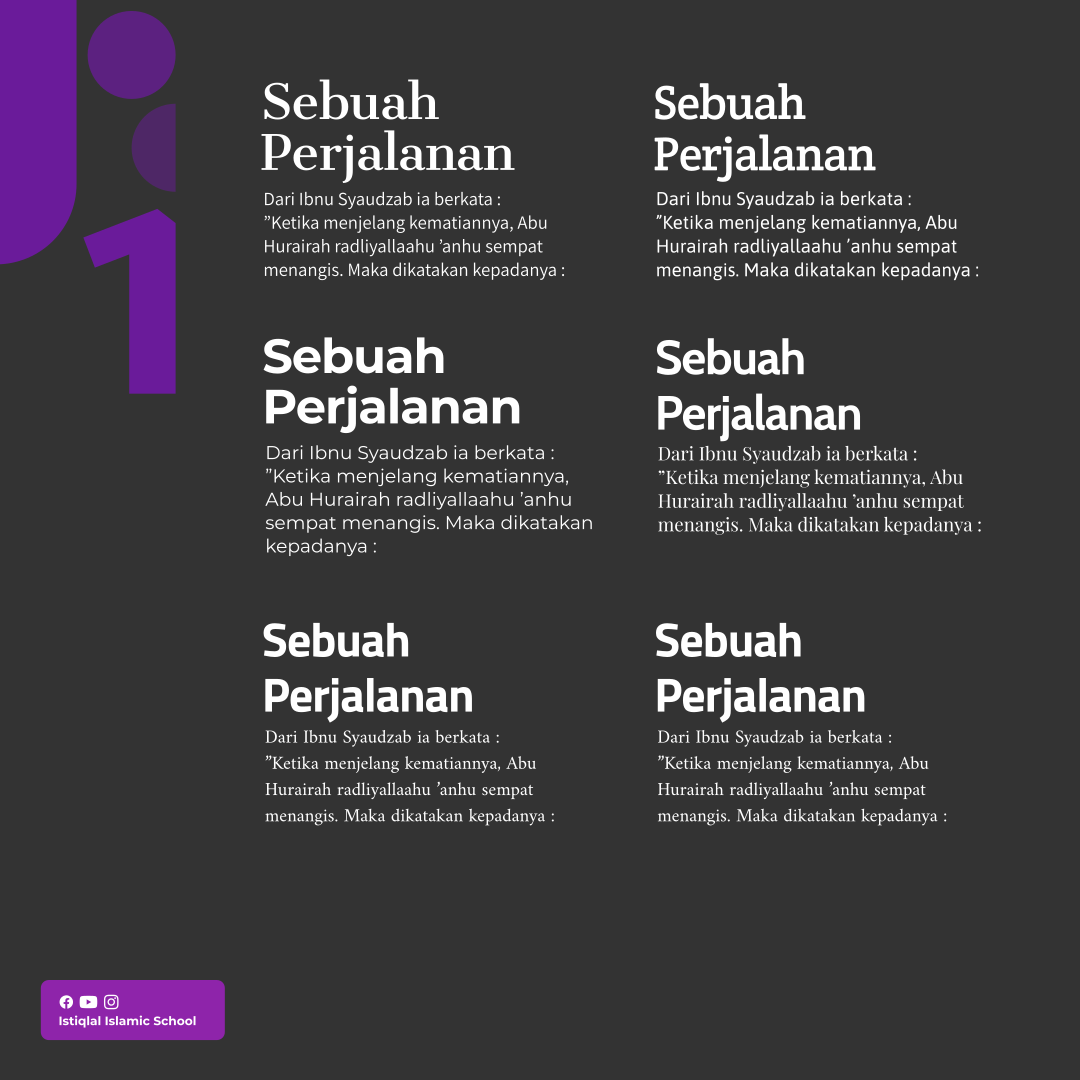 1
Sebuah
Perjalanan
Dari Ibnu Syaudzab ia berkata :
”Ketika menjelang kematiannya, Abu
Hurairah radliyallaahu ’anhu sempat
menangis. Maka dikatakan kepadanya :
Sebuah
Perjalanan
Dari Ibnu Syaudzab ia berkata :
”Ketika menjelang kematiannya, Abu
Hurairah radliyallaahu ’anhu sempat
menangis. Maka dikatakan kepadanya :
Sebuah
Perjalanan
Dari Ibnu Syaudzab ia berkata :
”Ketika menjelang kematiannya,
Abu Hurairah radliyallaahu ’anhu
sempat menangis. Maka dikatakan
kepadanya :
Sebuah
Perjalanan
Dari Ibnu Syaudzab ia berkata :
”Ketika menjelang kematiannya, Abu
Hurairah radliyallaahu ’anhu sempat
menangis. Maka dikatakan kepadanya :
Sebuah
Perjalanan
Dari Ibnu Syaudzab ia berkata :
”Ketika menjelang kematiannya, Abu
Hurairah radliyallaahu ’anhu sempat
menangis. Maka dikatakan kepadanya :
Sebuah
Perjalanan
Dari Ibnu Syaudzab ia berkata :
”Ketika menjelang kematiannya, Abu
Hurairah radliyallaahu ’anhu sempat
menangis. Maka dikatakan kepadanya :
Istiqlal Islamic School